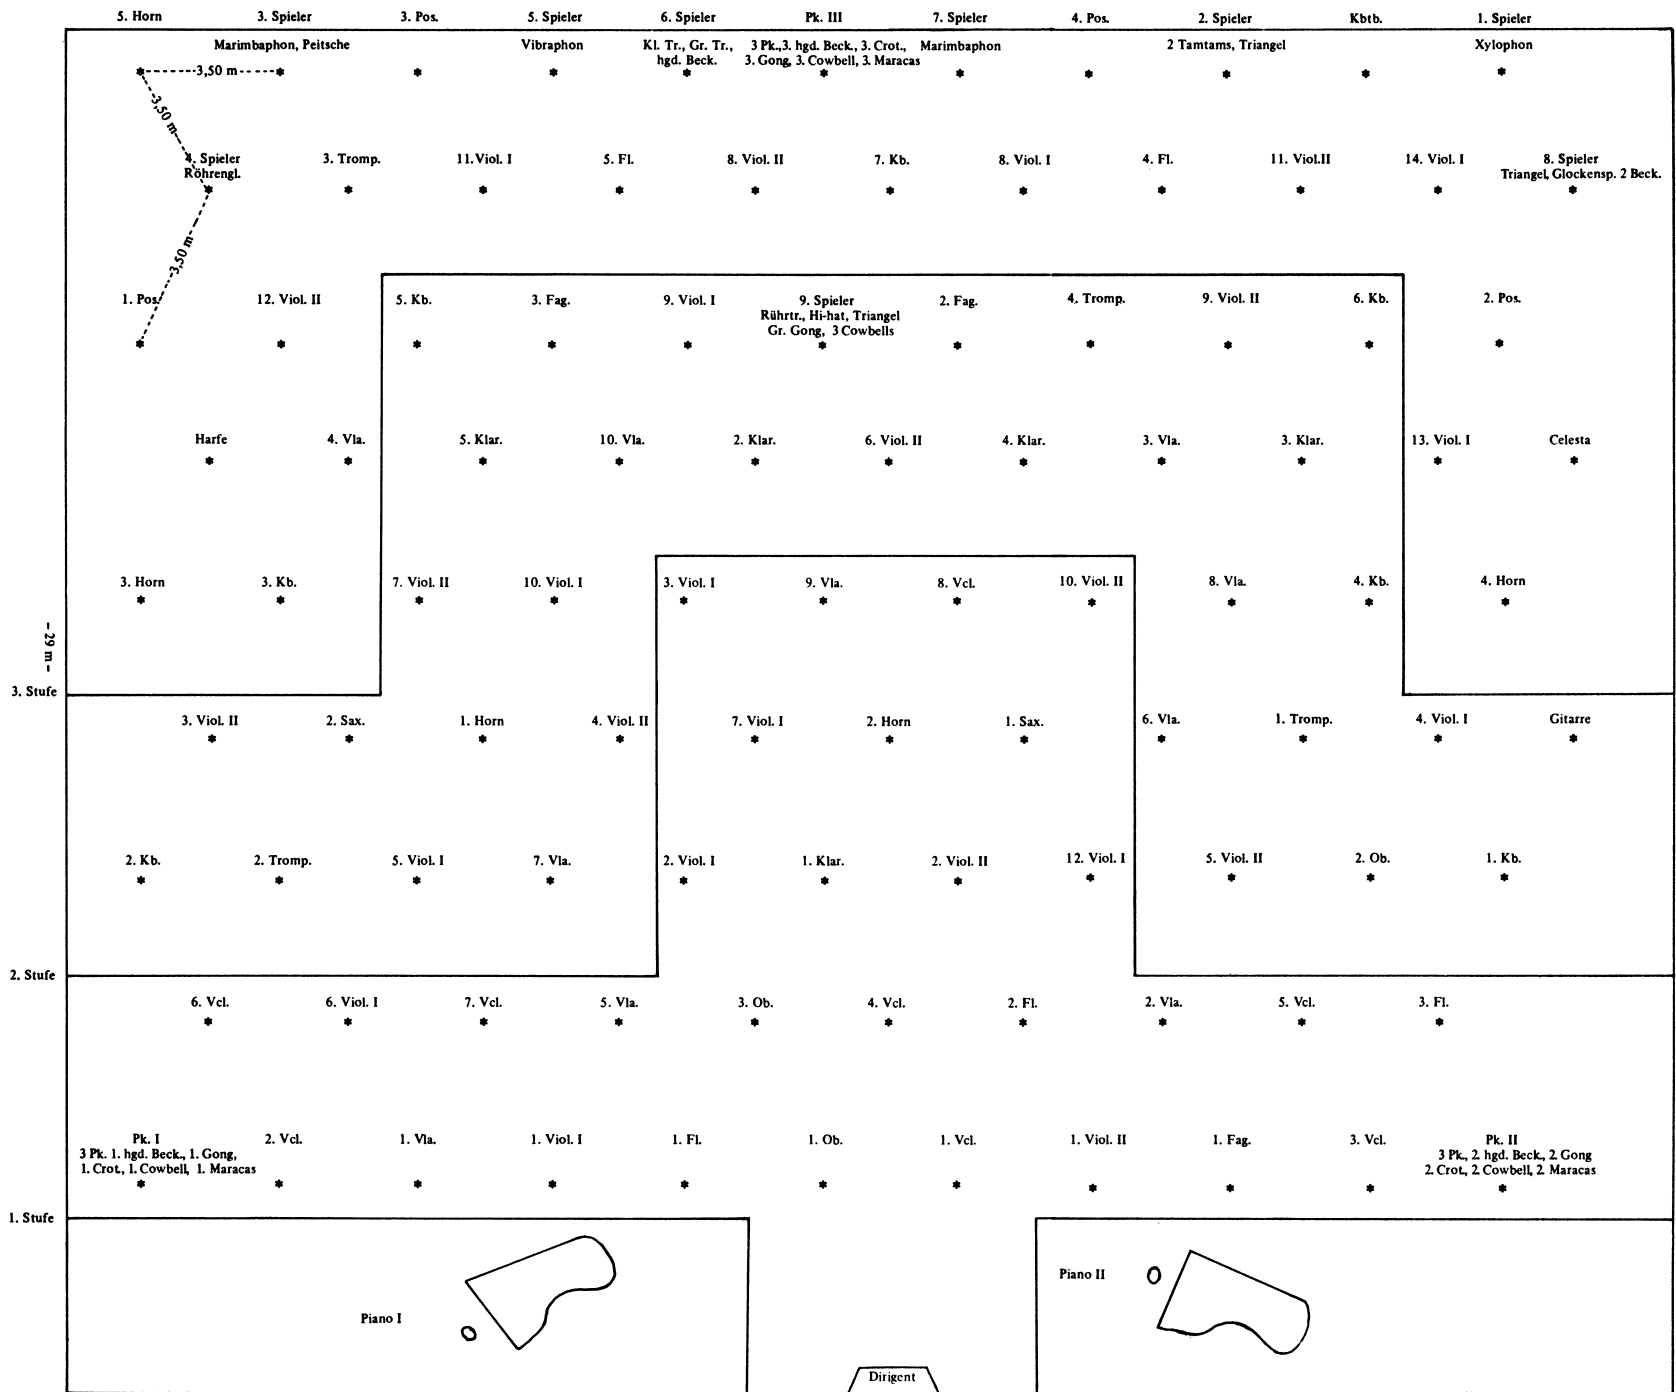 5. Horn 3. Spieler 3. Pos. 5. Spieler 6. Spieler Pk. III 7. Spieler 4. Pos. 2. Spieler Kbtb. 1. Spieler
Marimbaphon, Peitsche Vibraphon Kl. Tr., Gr. Tr., 3 Pk.,3. hgd. Beck., 3. Crot., Marimbaphon 2 Tamtams, Triangel Xylophon
hgd. Beck. 3. Gong, 3. Cowbell, 3. Maracas
3,50 m
3,50 m
4. Spieler 3. Tromp. 11. Viol. I 5. Fl. 8. Viol. II 7. Kb. 8. Viol. I 4. Fl. 11. Viol.II 14. Viol. I 8. Spieler
Röhrengl. Triangel, Glockensp. 2 Beck.
3,50 m
1. Pos. 12. Viol. II 5. Kb. 3. Fag. 9. Viol. I 9. Spieler 2. Fag. 4. Tromp. 9. Viol. II 6. Kb. 2. Pos.
Rührtr., Hi-hat, Triangel
Gr. Gong, 3 Cowbells
Harfe 4. Vla. 5. Klar. 10. Vla. 2. Klar. 6. Viol. II 4. Klar. 3. Vla. 3. Klar. 13. Viol. I Celesta
3. Horn 3. Kb. 7. Viol. II 10. Viol. I 3. Viol. I 9. Vla. 8. Vcl. 10. Viol. II 8. Vla. 4. Kb. 4. Horn
– 29 m –
3. Stufe
3. Viol. II 2. Sax. 1. Horn 4. Viol. II 7. Viol. I 2. Horn 1. Sax. 6. Vla. 1. Tromp. 4. Viol. I Gitarre
2. Kb. 2. Tromp. 5. Viol. I 7. Vla. 2. Viol. I 1. Klar. 2. Viol. II 12. Viol. I 5. Viol. II 2. Ob. 1. Kb.
2. Stufe
6. Vcl. 6. Viol. I 7. Vcl. 5. Vla. 3. Ob. 4. Vcl. 2. Fl. 2. Vla. 5. Vcl. 3. Fl.
Pk. I 2. Vcl. 1. Vla. 1. Viol. I 1. Fl. 1. Ob. 1. Vcl. 1. Viol. II 1. Fag. 3. Vcl. Pk. II
3 Pk. 1. hgd. Beck., 1. Gong, 3 Pk., 2. hgd. Beck., 2. Gong
1. Crot., 1. Cowbell, 1. Maracas 2. Crot., 2. Cowbell, 2. Maracas
1. Stufe
Piano II
Piano I
Dirigent